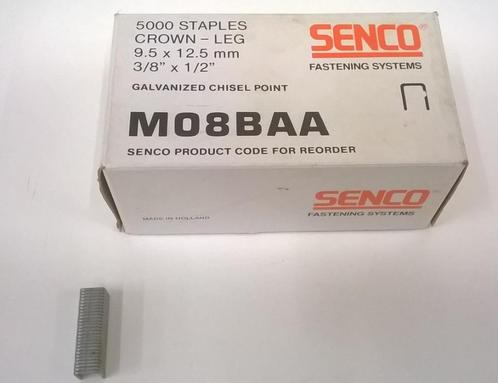 5000 STAPLES
CROWN – LEG
9.5 x 12.5 mm
3/8" x 1/2"
GALVANIZED CHISEL POINT
SENCO
FASTENING SYSTEMS
M08BAA
SENCO PRODUCT CODE FOR REORDER
MADE IN HOLLAND
SENCO
FASTENING SYSTEMS